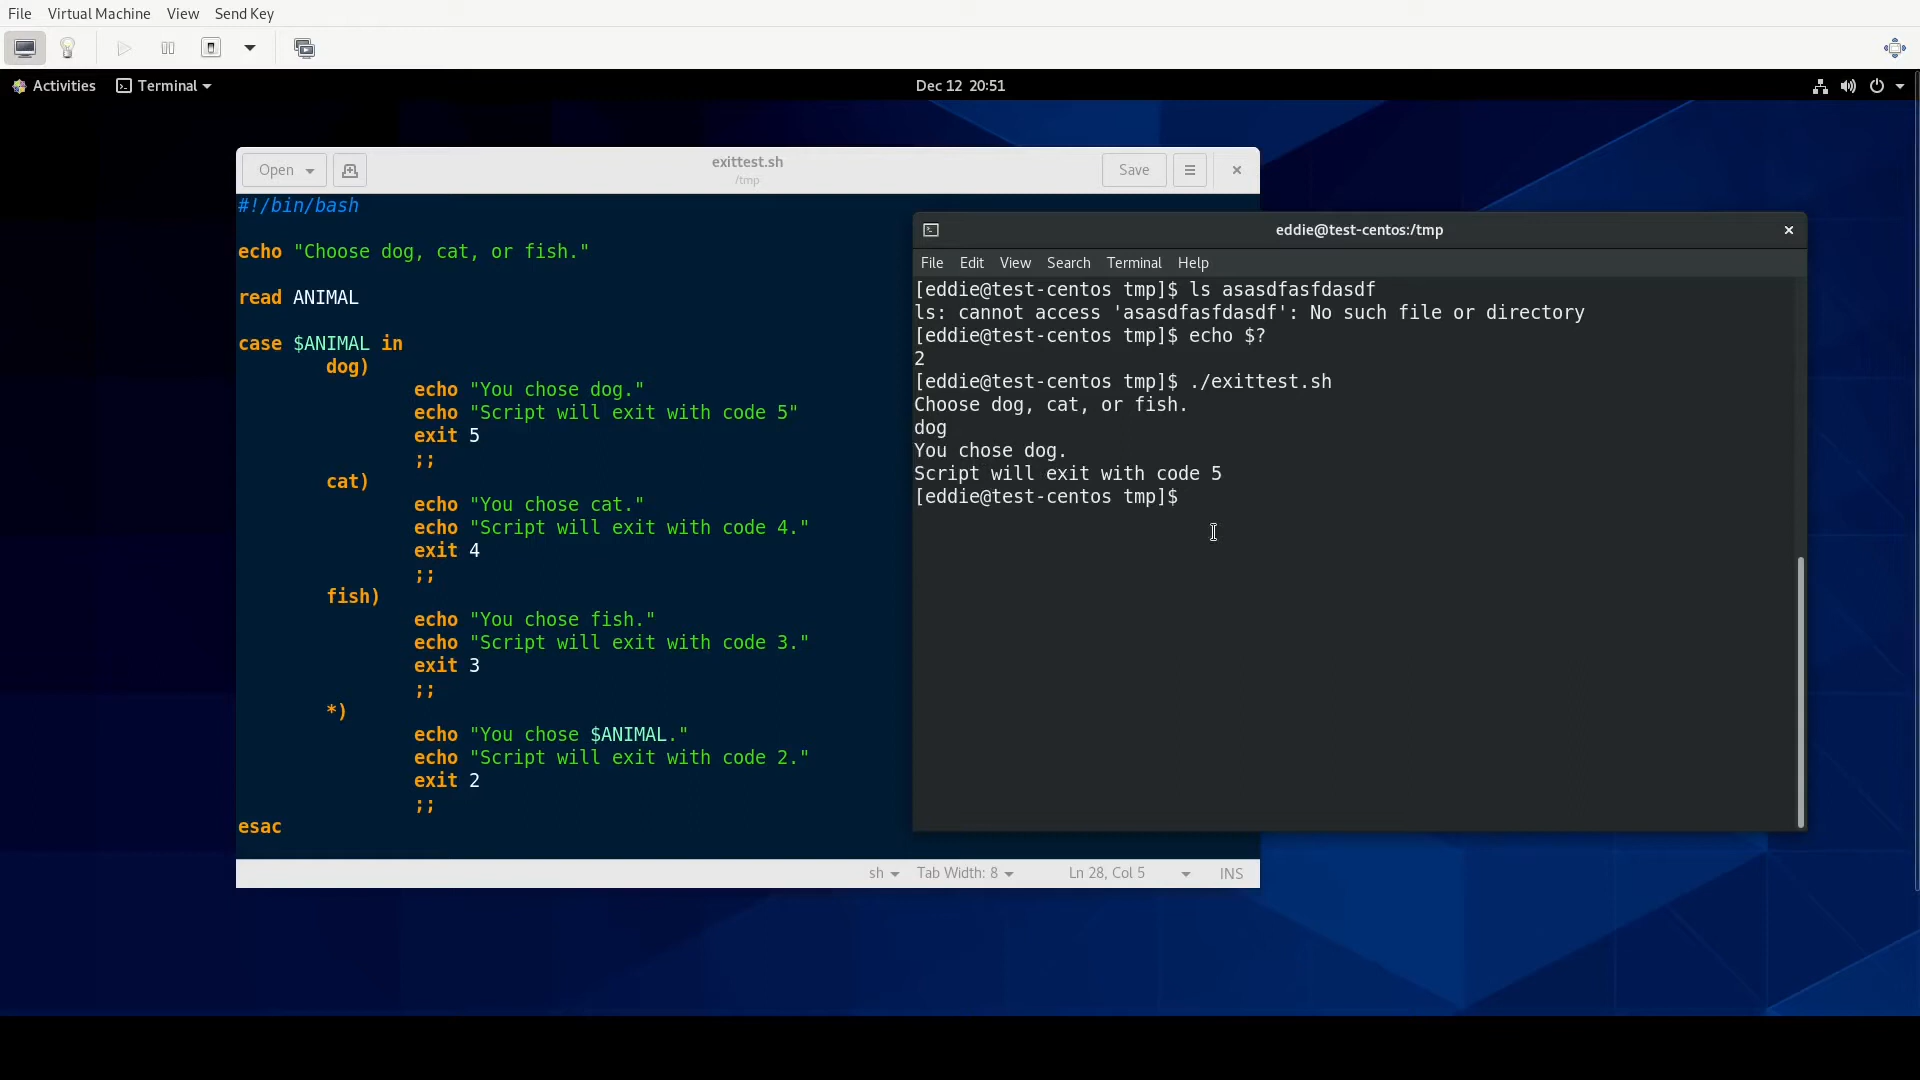 File Virtual Machine View Send Key
Activities Terminal Dec 12 20:51
Open exittest.sh Save
/tmp
#!/bin/bash
echo "Choose dog, cat, or fish."
read ANIMAL
case $ANIMAL in
dog)
echo "You chose dog."
echo "Script will exit with code 5"
exit 5
;;
cat)
echo "You chose cat."
echo "Script will exit with code 4."
exit 4
;;
fish)
echo "You chose fish."
echo "Script will exit with code 3."
exit 3
;;
*)
echo "You chose $ANIMAL."
echo "Script will exit with code 2."
exit 2
;;
esac
sh Tab Width: 8 Ln 28, Col 5 INS
eddie@test-centos:/tmp
File Edit View Search Terminal Help
[eddie@test-centos tmp]$ ls asasdfasfdasdf
ls: cannot access 'asasdfasfdasdf': No such file or directory
[eddie@test-centos tmp]$ echo $?
2
[eddie@test-centos tmp]$ ./exittest.sh
Choose dog, cat, or fish.
dog
You chose dog.
Script will exit with code 5
[eddie@test-centos tmp]$